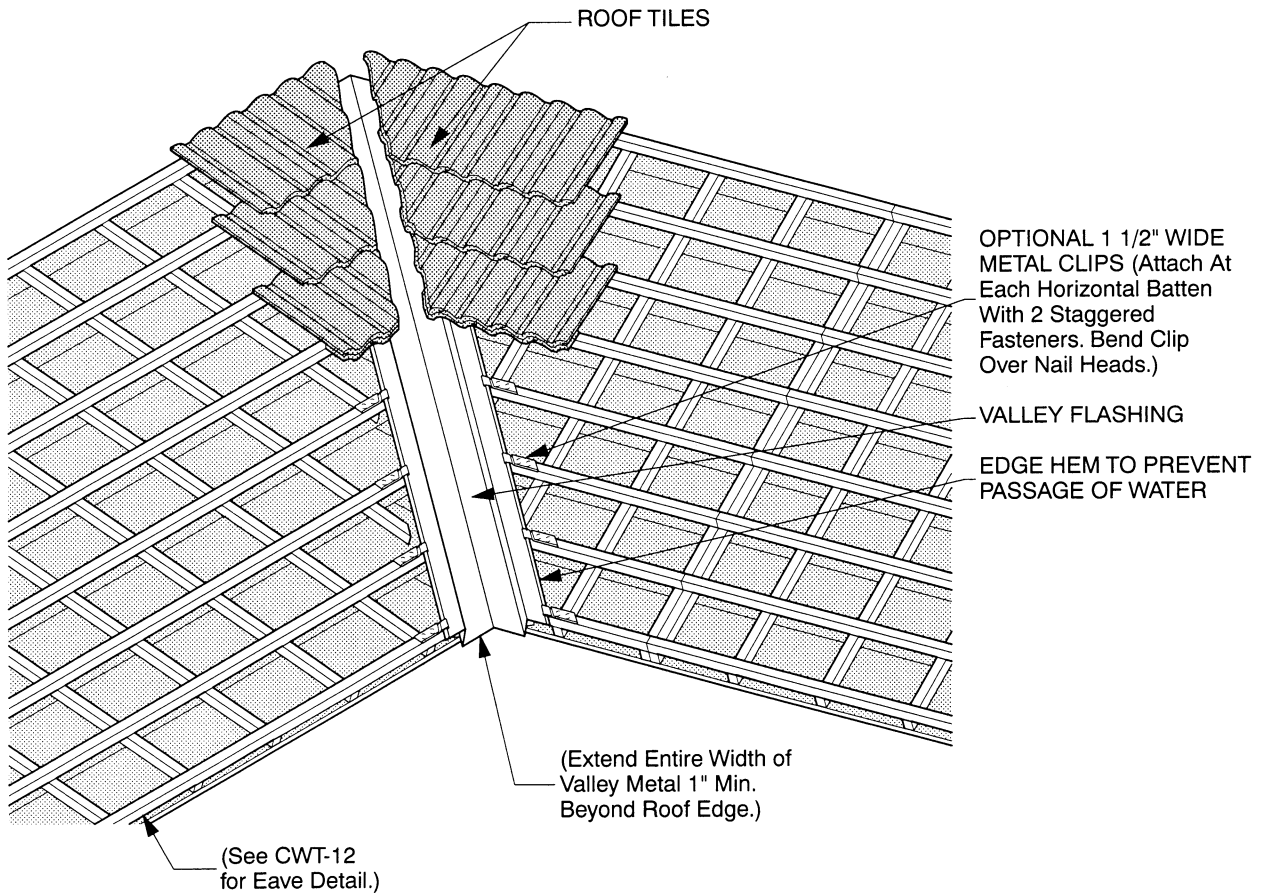 ROOF TILES
OPTIONAL 1 1/2" WIDE
METAL CLIPS (Attach At
Each Horizontal Batten
With 2 Staggered
Fasteners. Bend Clip
Over Nail Heads.)
VALLEY FLASHING
EDGE HEM TO PREVENT
PASSAGE OF WATER
(Extend Entire Width of
Valley Metal 1" Min.
Beyond Roof Edge.)
(See CWT-12
for Eave Detail.)